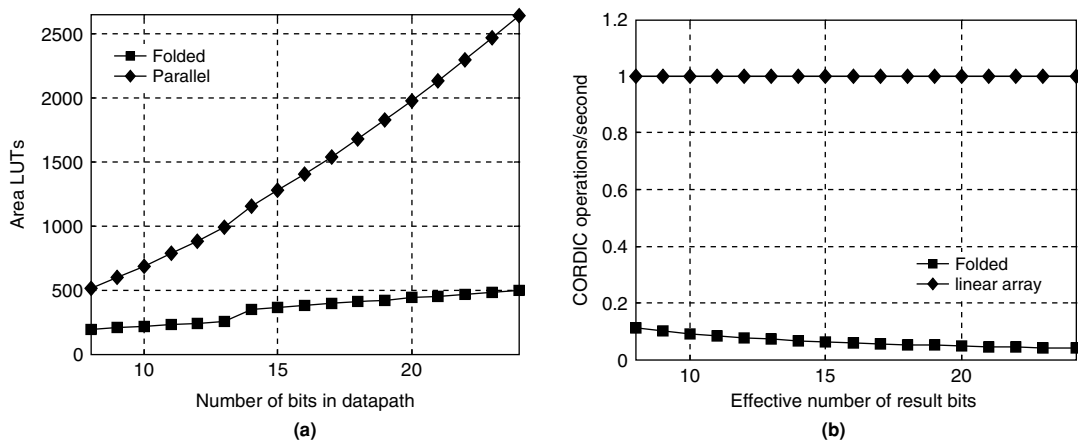 2500
2000
1500
1000
500
0
10
15
20
Area LUTs
Folded
Parallel
Number of bits in datapath
(a)
1.2
1
0.8
0.6
0.4
0.2
0
10
15
20
CORDIC operations/second
Folded
linear array
Effective number of result bits
(b)